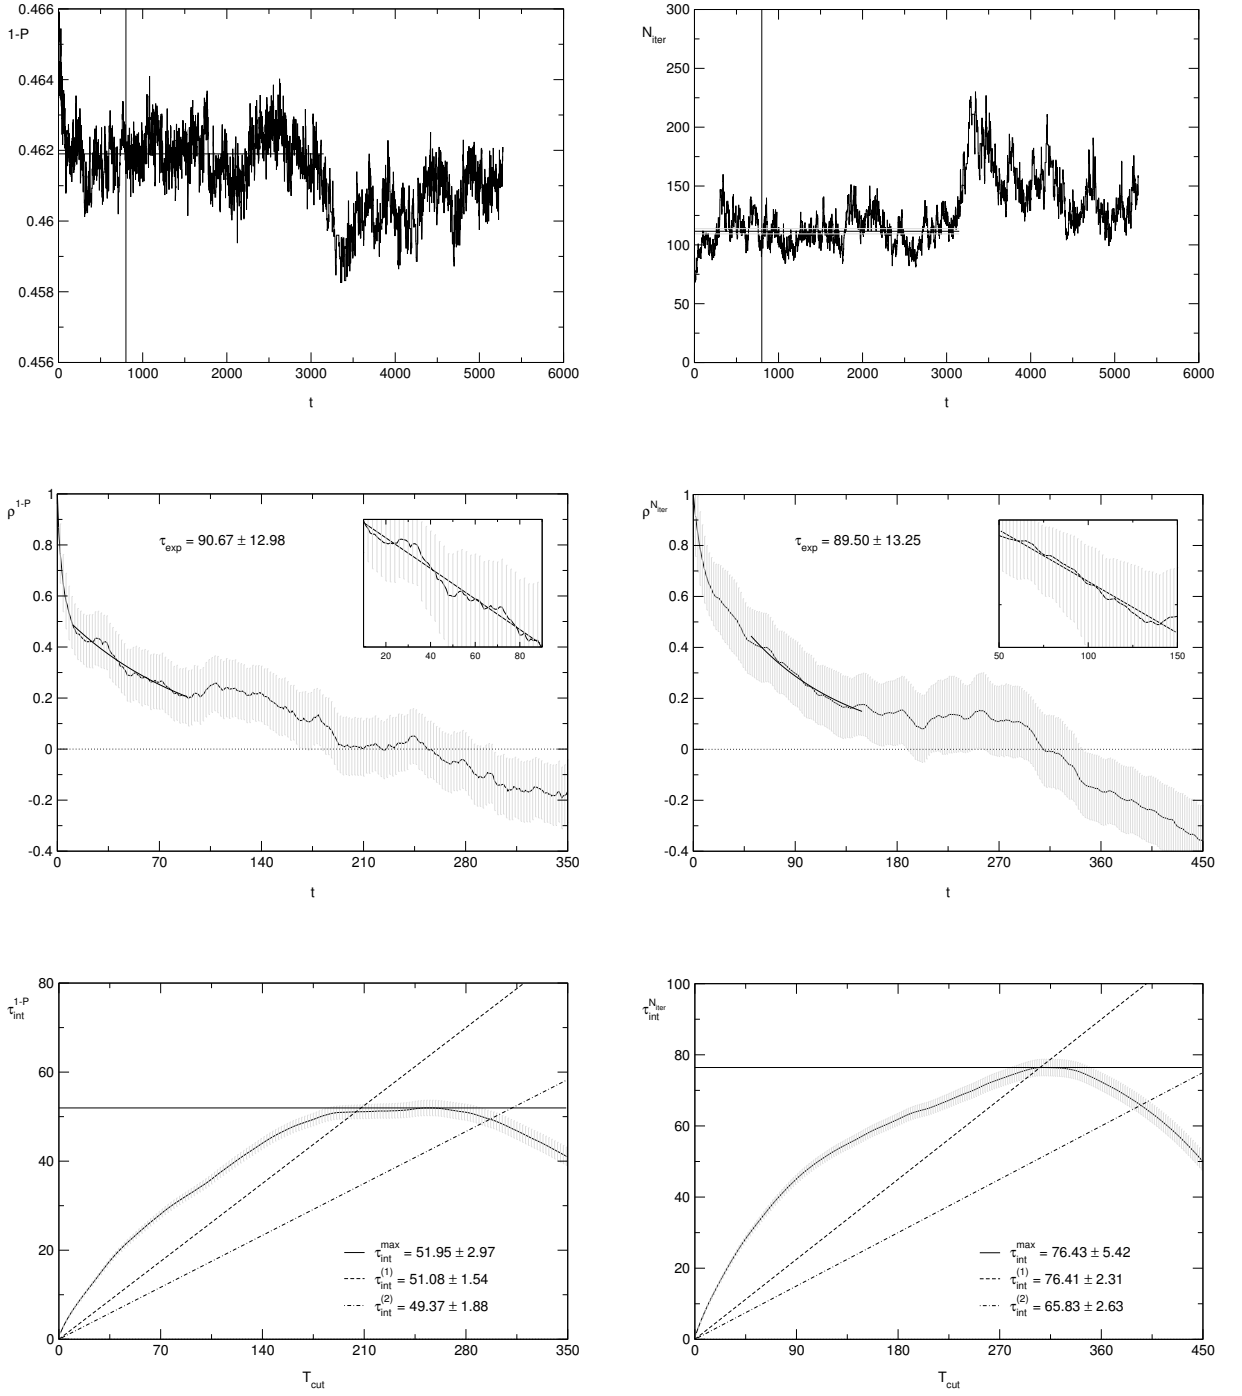 1-P
0.466
0.464
0.462
0.46
0.458
0.456
0 1000 2000 3000 4000 5000 6000
t
N_iter
300
250
200
150
100
50
0
0 1000 2000 3000 4000 5000 6000
t
ρ^1-P
τ_exp = 90.67 ± 12.98
1
0.8
0.6
0.4
0.2
0
-0.2
-0.4
20 40 60 80
0 70 140 210 280 350
t
ρ^N_iter
τ_exp = 89.50 ± 13.25
1
0.8
0.6
0.4
0.2
0
-0.2
-0.4
50 100 150
0 90 180 270 360 450
t
τ_int^1-P
80
60
40
20
0
τ_int^max = 51.95 ± 2.97
τ_int^(1) = 51.08 ± 1.54
τ_int^(2) = 49.37 ± 1.88
0 70 140 210 280 350
T_cut
τ_int^N_iter
100
80
60
40
20
0
τ_int^max = 76.43 ± 5.42
τ_int^(1) = 76.41 ± 2.31
τ_int^(2) = 65.83 ± 2.63
0 90 180 270 360 450
T_cut